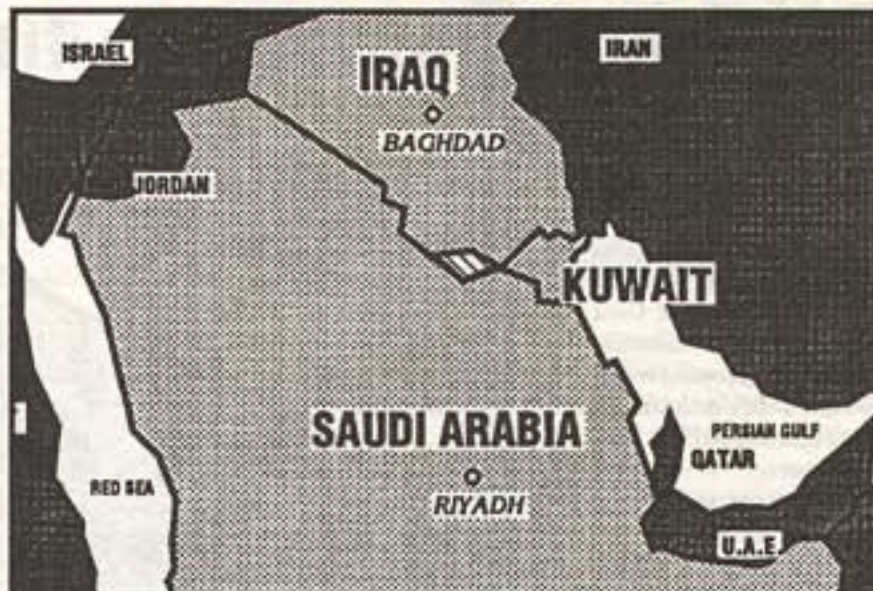 ISRAEL
IRAQ
IRAN
BAGHDAD
JORDAN
KUWAIT
SAUDI ARABIA
PERSIAN GULF
QATAR
RED SEA
RIYADH
U.A.E.